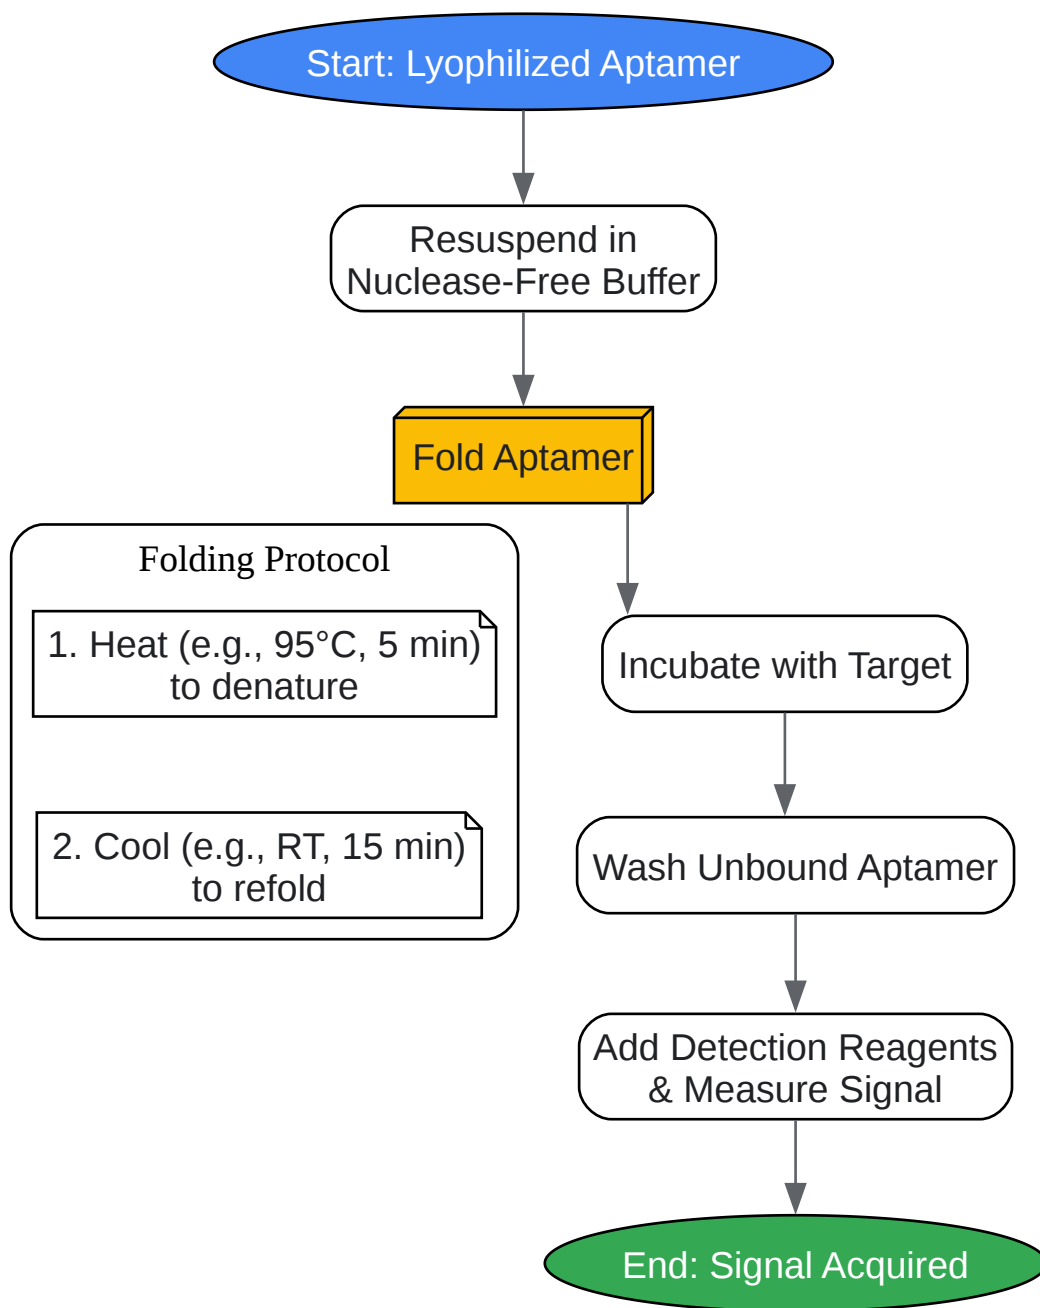 Start: Lyophilized Aptamer
Resuspend in
Nuclease-Free Buffer
Fold Aptamer
Folding Protocol
1. Heat (e.g., 95°C, 5 min)
to denature
2. Cool (e.g., RT, 15 min)
to refold
Incubate with Target
Wash Unbound Aptamer
Add Detection Reagents
& Measure Signal
End: Signal Acquired